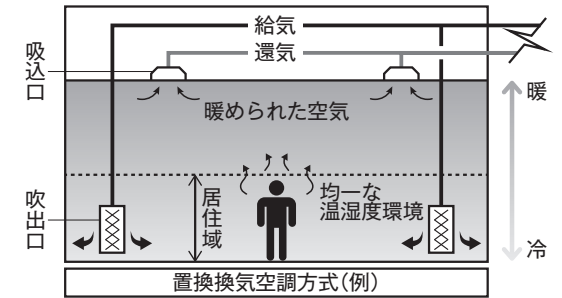 給気
還気
吸込口
暖められた空気
暖
居住域
均一な
温湿度環境
吹出口
冷
置換換気空調方式(例)